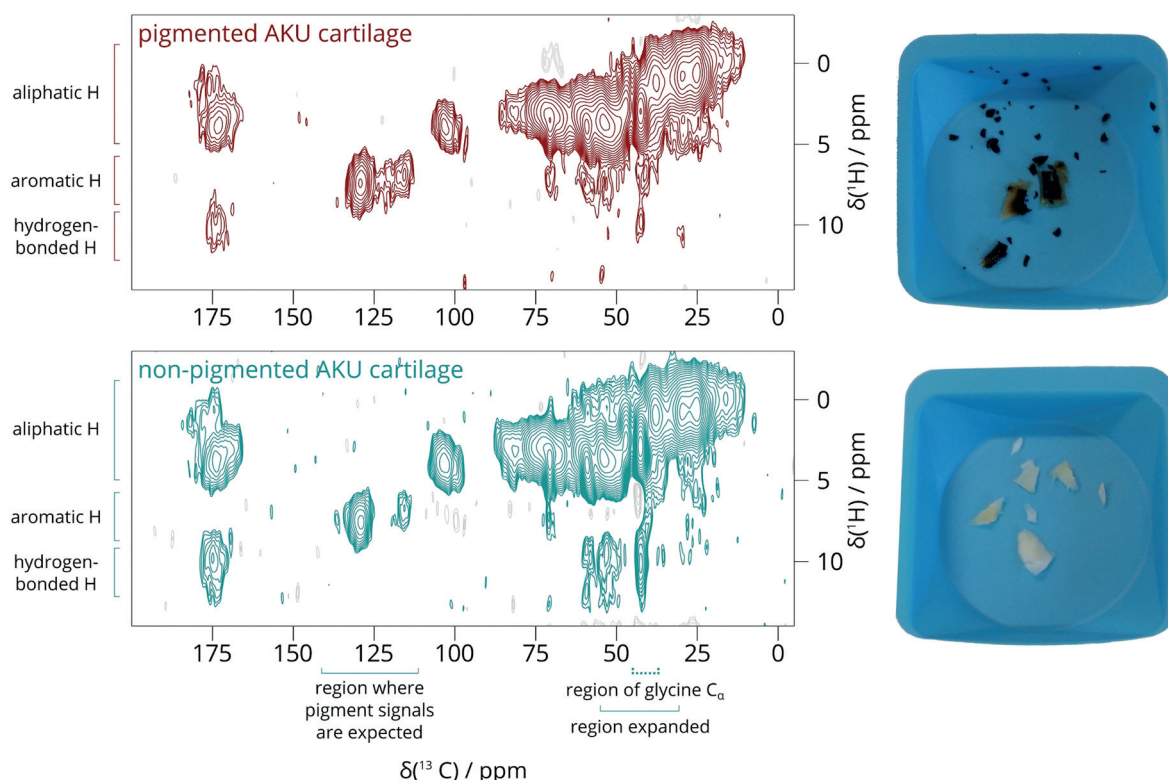 pigmented AKU cartilage
aliphatic H
aromatic H
hydrogen-
bonded H
0
5
10
δ(¹H) / ppm
175 150 125 100 75 50 25 0
non-pigmented AKU cartilage
aliphatic H
aromatic H
hydrogen-
bonded H
0
5
10
δ(¹H) / ppm
175 150 125 100 75 50 25 0
region where
pigment signals
are expected
region of glycine Cα
region expanded
δ(¹³ C) / ppm